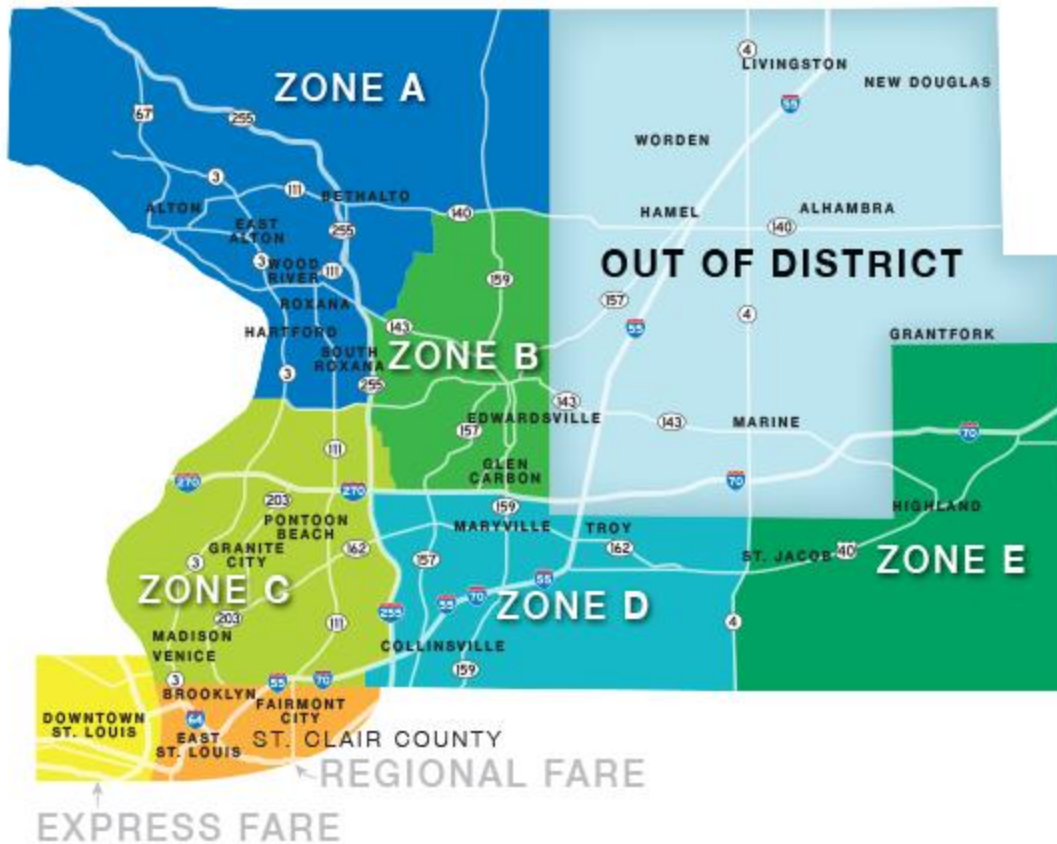 4
LIVINGSTON
ZONE A
NEW DOUGLAS
55
67
255
WORDEN
3
111
BETHALTO
ALTON
140
HAMEL
ALHAMBRA
140
EAST
ALTON
255
3
WOOD
RIVER
111
OUT OF DISTRICT
159
ROXANA
157
4
HARTFORD
143
55
GRANTFORK
SOUTH
ROXANA
ZONE B
3
255
143
EDWARDSVILLE
143
MARINE
157
70
111
GLEN
CARBON
270
270
70
203
159
HIGHLAND
PONTOON
BEACH
MARYVILLE
TROY
GRANITE
CITY
162
162
ST. JACOB
40
3
157
ZONE E
ZONE C
55
70
55
ZONE D
203
255
111
4
MADISON
COLLINSVILLE
VENICE
159
3
55
70
BROOKLYN
FAIRMONT
CITY
DOWNTOWN
ST. LOUIS
64
EAST
ST. LOUIS
ST. CLAIR COUNTY
REGIONAL FARE
EXPRESS FARE